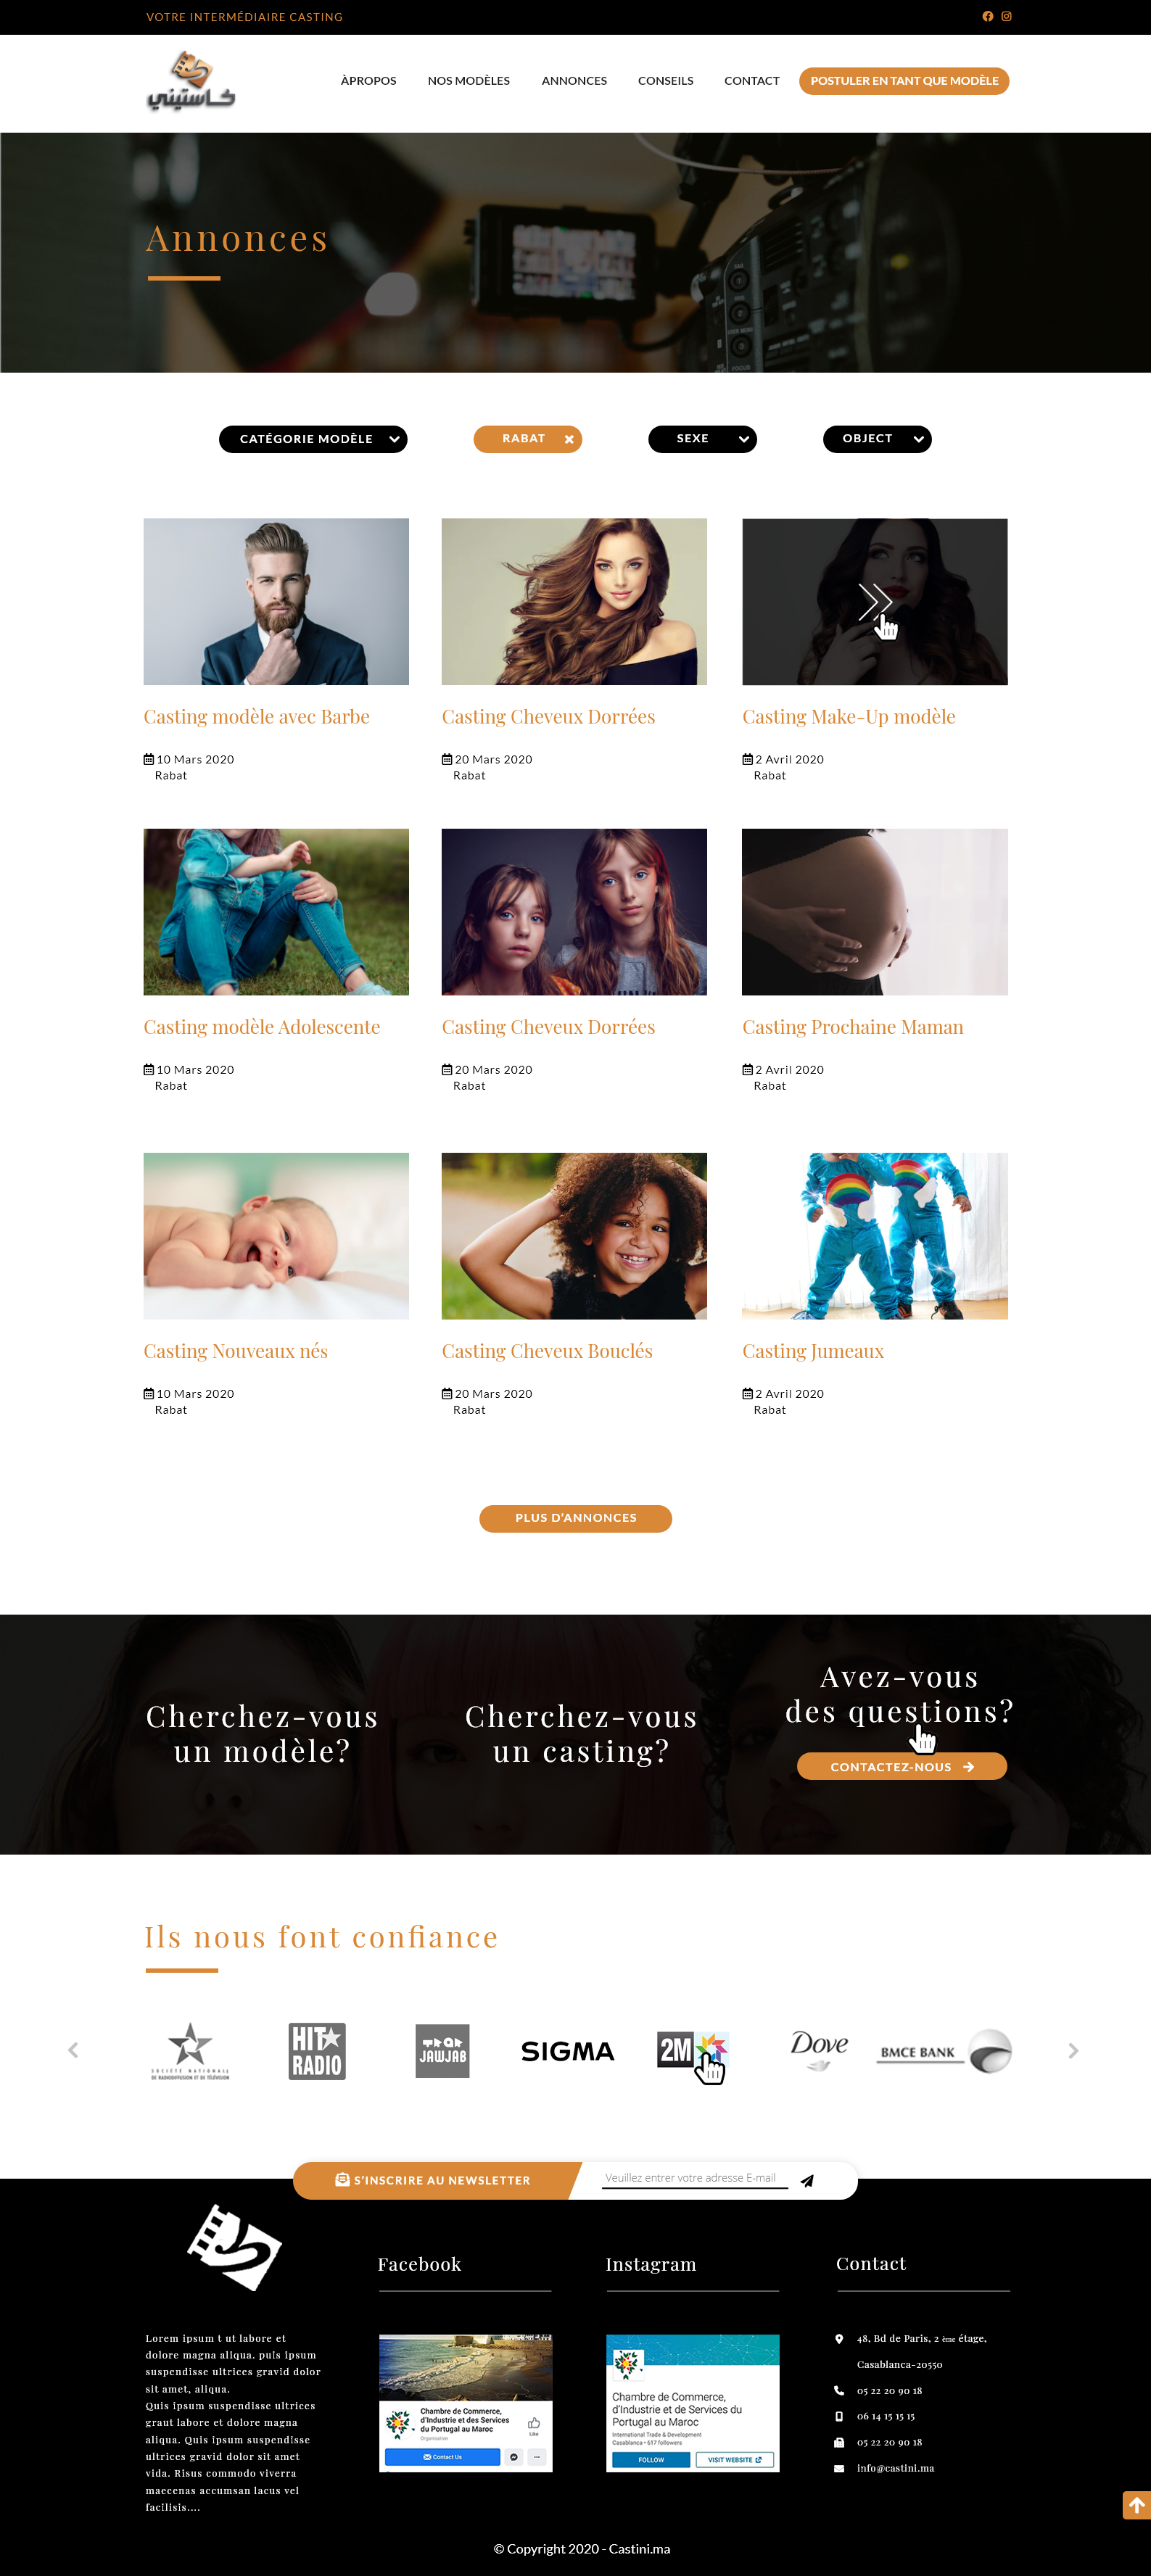 VOTRE INTERMÉDIAIRE CASTING
كاستيني
ÀPROPOS
NOS MODÈLES
ANNONCES
CONSEILS
CONTACT
POSTULER EN TANT QUE MODÈLE
Annonces
CATÉGORIE MODÈLE
RABAT
SEXE
OBJECT
Casting modèle avec Barbe
10 Mars 2020
Rabat
Casting Cheveux Dorrées
20 Mars 2020
Rabat
Casting Make-Up modèle
2 Avril 2020
Rabat
Casting modèle Adolescente
10 Mars 2020
Rabat
Casting Cheveux Dorrées
20 Mars 2020
Rabat
Casting Prochaine Maman
2 Avril 2020
Rabat
Casting Nouveaux nés
10 Mars 2020
Rabat
Casting Cheveux Bouclés
20 Mars 2020
Rabat
Casting Jumeaux
2 Avril 2020
Rabat
PLUS D'ANNONCES
Cherchez-vous
un modèle?
Cherchez-vous
un casting?
Avez-vous
des questions?
CONTACTEZ-NOUS
Ils nous font confiance
SOCIÉTÉ NATIONALE
DE RADIODIFFUSION ET DE TÉLÉVISION
HIT
RADIO
JAWJAB
SIGMA
2M
Dove
BMCE BANK
S'INSCRIRE AU NEWSLETTER
Veuillez entrer votre adresse E-mail
Lorem ipsum t ut labore et
dolore magna aliqua. puis ipsum
suspendisse ultrices gravid dolor
sit amet, aliqua.
Quis ipsum suspendisse ultrices
graut labore et dolore magna
aliqua. Quis ipsum suspendisse
ultrices gravid dolor sit amet
vida. Risus commodo viverra
maecenas accumsan lacus vel
facilisis....
Facebook
Chambre de Commerce,
d'Industrie et des Services
du Portugal au Maroc
Organisation
Like
Contact Us
Instagram
Chambre de Commerce,
d'Industrie et de Services du
Portugal au Maroc
International Trade & Development
Casablanca • 617 followers
FOLLOW
VISIT WEBSITE
Contact
48, Bd de Paris, 2 ème étage,
Casablanca-20550
05 22 20 90 18
06 14 15 15 15
05 22 20 90 18
info@castini.ma
© Copyright 2020 - Castini.ma